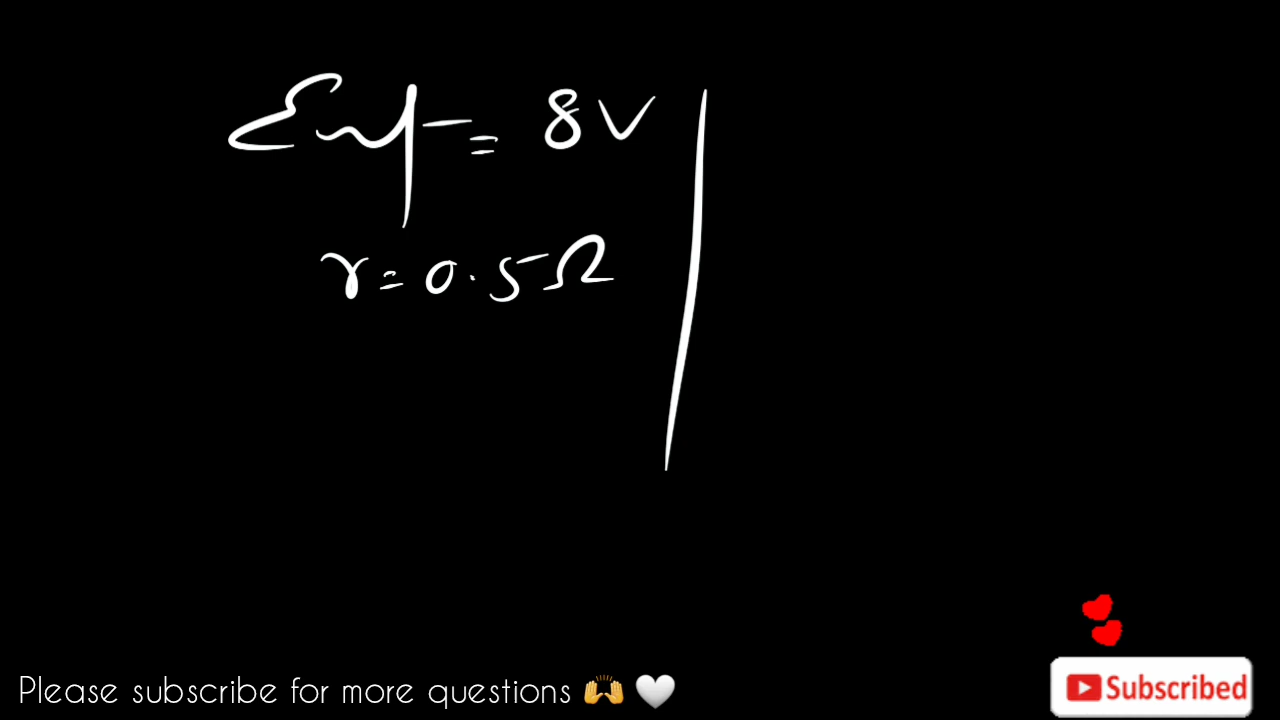 Emf = 8V
r = 0.5Ω
Please subscribe for more questions 🙌 🤍
Subscribed